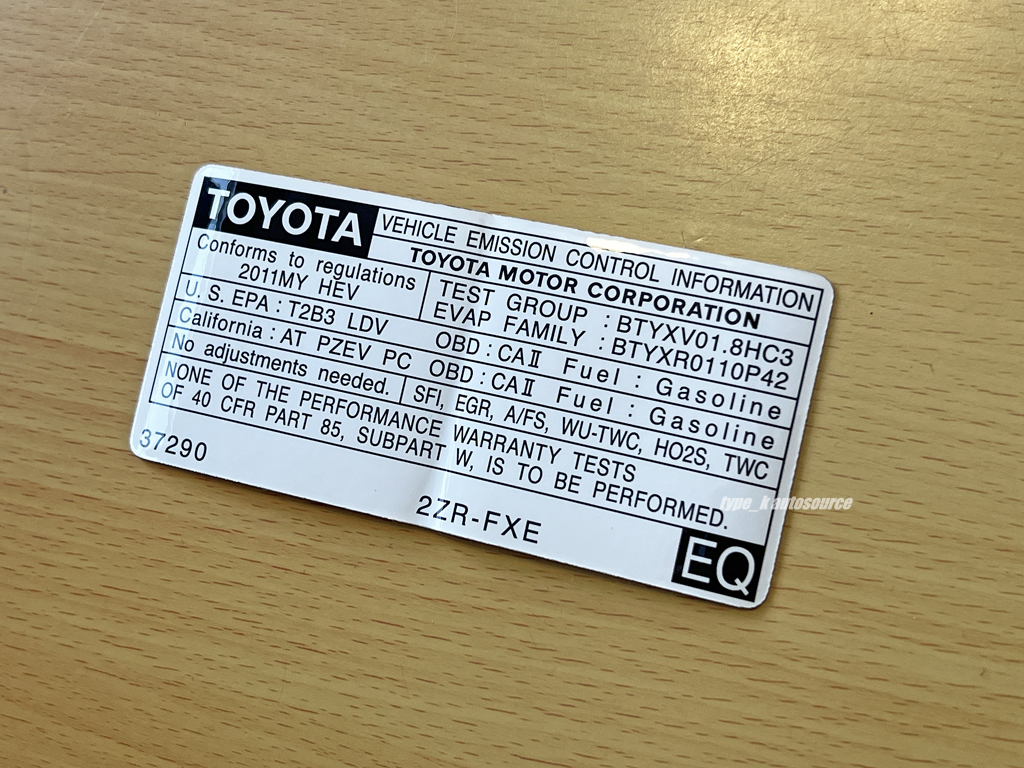 TOYOTA VEHICLE EMISSION CONTROL INFORMATION
TOYOTA MOTOR CORPORATION
Conforms to regulations
2011MY HEV
TEST GROUP : BTYXV01.8HC3
EVAP FAMILY : BTYXR0110P42
U. S. EPA : T2B3 LDV OBD : CAⅡ Fuel : Gasoline
California : AT PZEV PC OBD : CAⅡ Fuel : Gasoline
No adjustments needed. SFI, EGR, A/FS, WU-TWC, HO2S, TWC
NONE OF THE PERFORMANCE WARRANTY TESTS
OF 40 CFR PART 85, SUBPART W, IS TO BE PERFORMED.
37290
2ZR-FXE
EQ
type_k autosource